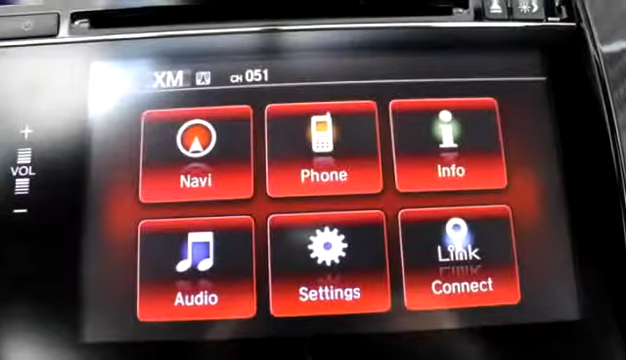 XM CH 051
+
VOL
−
Navi
Phone
Info
Audio
Settings
Link
Connect